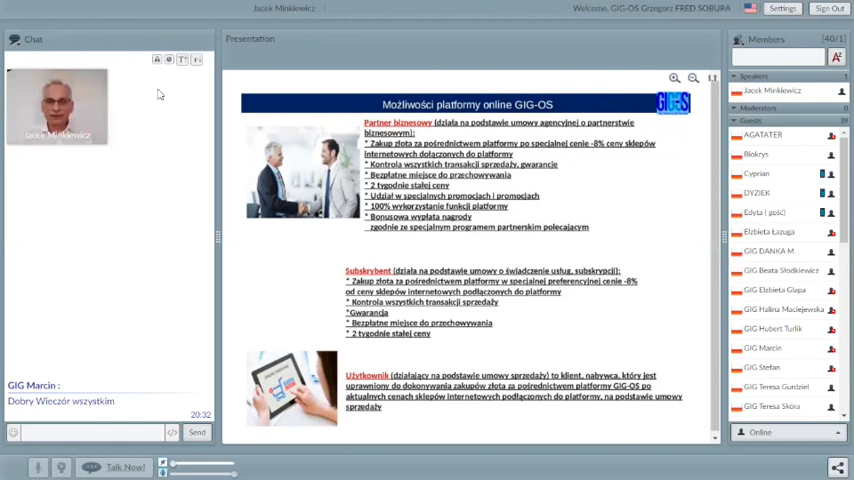 Jacek Minkiewicz
Welcome, GIG-OS Grzegorz FRED SOBURA
Settings
Sign Out
Chat
Presentation
Members
[40/1]
Speakers
1
Jacek Minkiewicz
Moderators
0
Guests
39
AGATATER
Biokrys
Cyprian
DYZIEK
Edyta ( gość)
Elzbieta Łazuga
GIG DANKA M
GIG Beata Słodkiewicz
GIG Elzbieta Glapa
GIG Halina Maciejewska
GIG Hubert Turlik
GIG Marcin
GIG Stefan
GIG Teresa Gurdziel
GIG Teresa Skóra
Online
Jacek Minkiewicz
GIG Marcin :
Dobry Wieczór wszystkim
20:32
Send
Talk Now!
Możliwości platformy online GIG-OS
GIG-OS
Partner biznesowy (działa na podstawie umowy agencyjnej o partnerstwie
biznesowym):
* Zakup złota za pośrednictwem platformy po specjalnej cenie -8% ceny sklepów
internetowych dołączonych do platformy
* Kontrola wszystkich transakcji sprzedaży, gwarancje
* Bezpłatne miejsce do przechowywania
* 2 tygodnie stałej ceny
* Udział w specjalnych promocjach i promocjach
* 100% wykorzystanie funkcji platformy
* Bonusowa wypłata nagrody
zgodnie ze specjalnym programem partnerskim polecającym
Subskrybent (działa na podstawie umowy o świadczenie usług, subskrypcji):
* Zakup złota za pośrednictwem platformy w specjalnej preferencyjnej cenie -8%
od ceny sklepów internetowych podłączonych do platformy
* Kontrola wszystkich transakcji sprzedaży
*Gwarancja
* Bezpłatne miejsce do przechowywania
* 2 tygodnie stałej ceny
Użytkownik (działający na podstawie umowy sprzedaży) to klient, nabywca, który jest
uprawniony do dokonywania zakupów złota za pośrednictwem platformy GIG-OS po
aktualnych cenach sklepów internetowych podłączonych do platformy, na podstawie umowy
sprzedaży